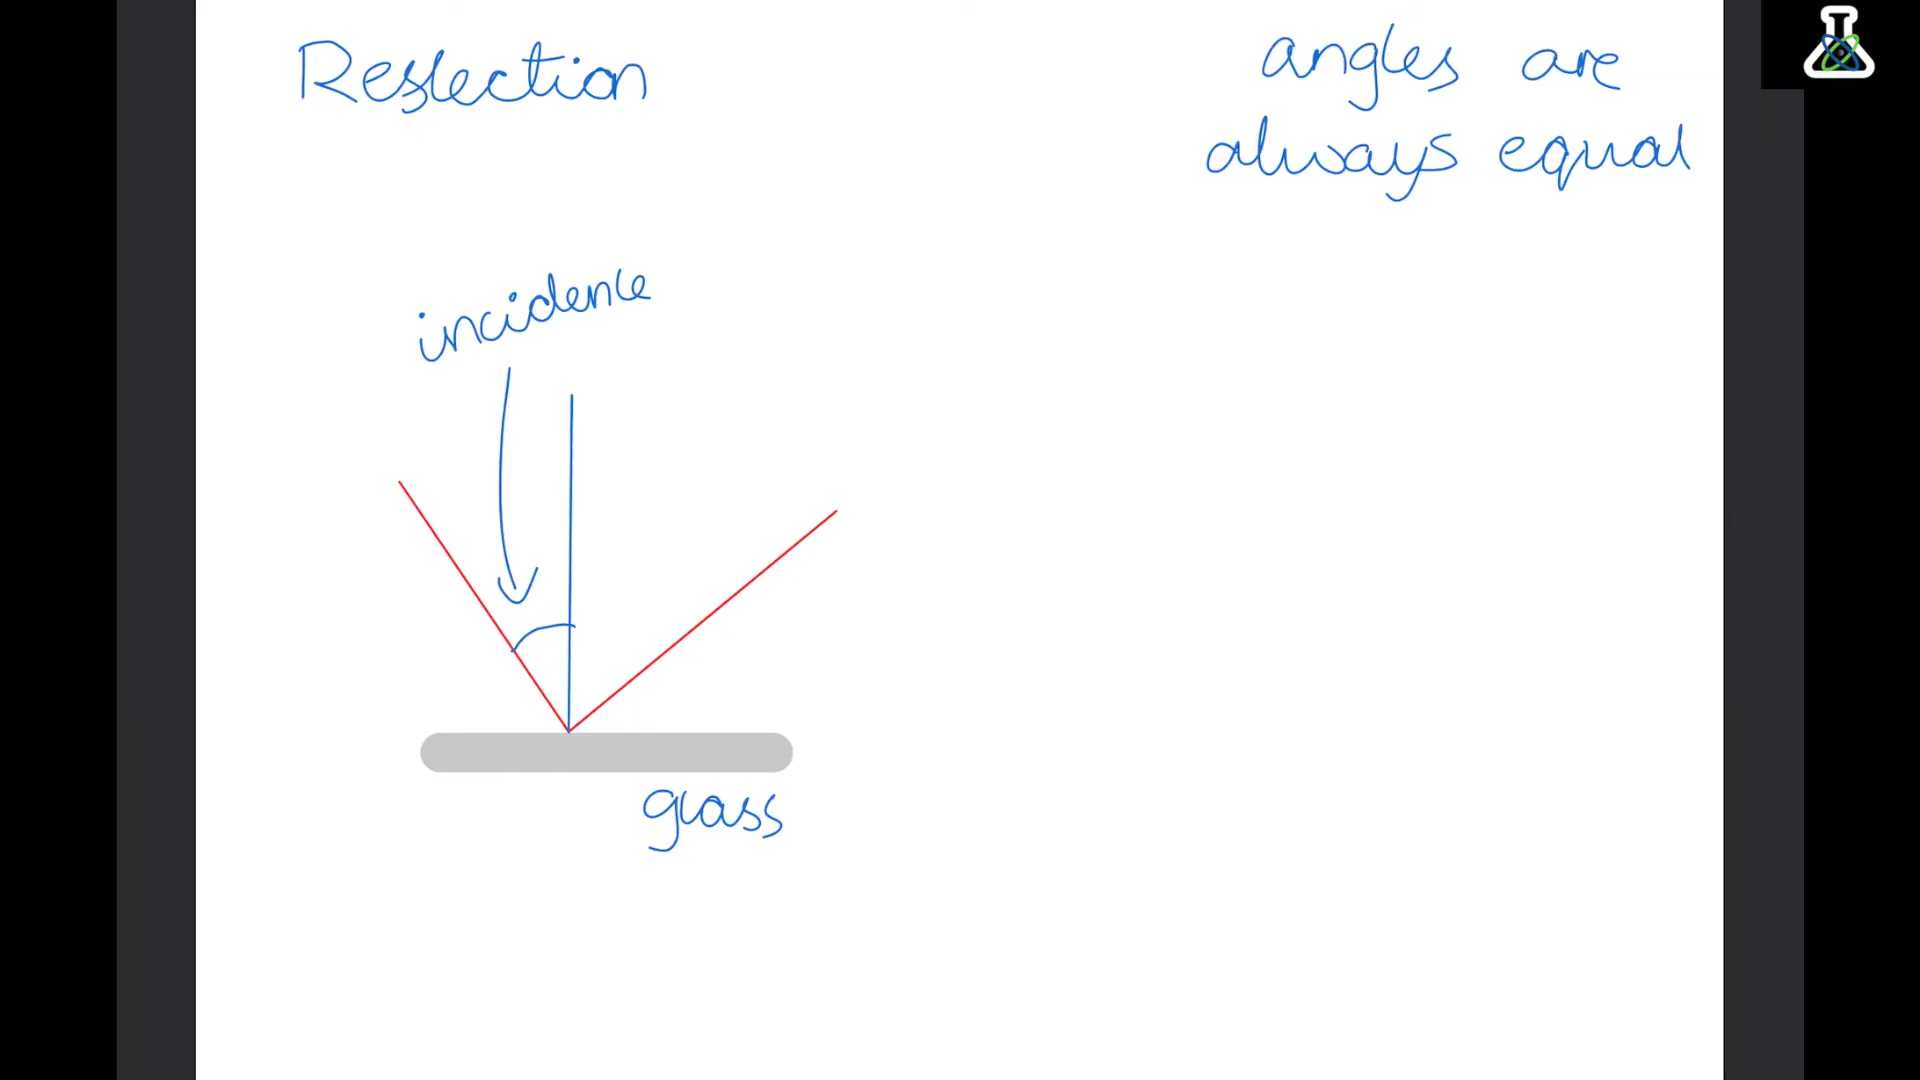 Reflection
angles are
always equal
incidence
glass